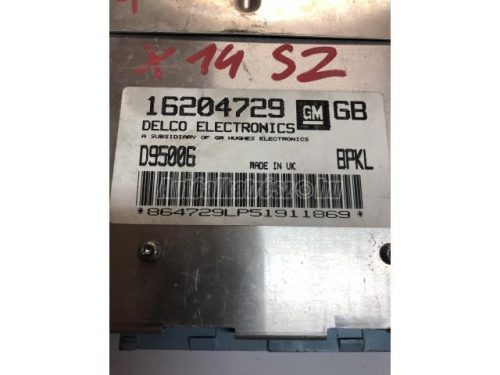 * 14 SZ
16204729 GM GB
DELCO ELECTRONICS
A SUBSIDIARY OF GM HUGHES ELECTRONICS
D95006 MADE IN UK BPKL
*864729LP51911869*